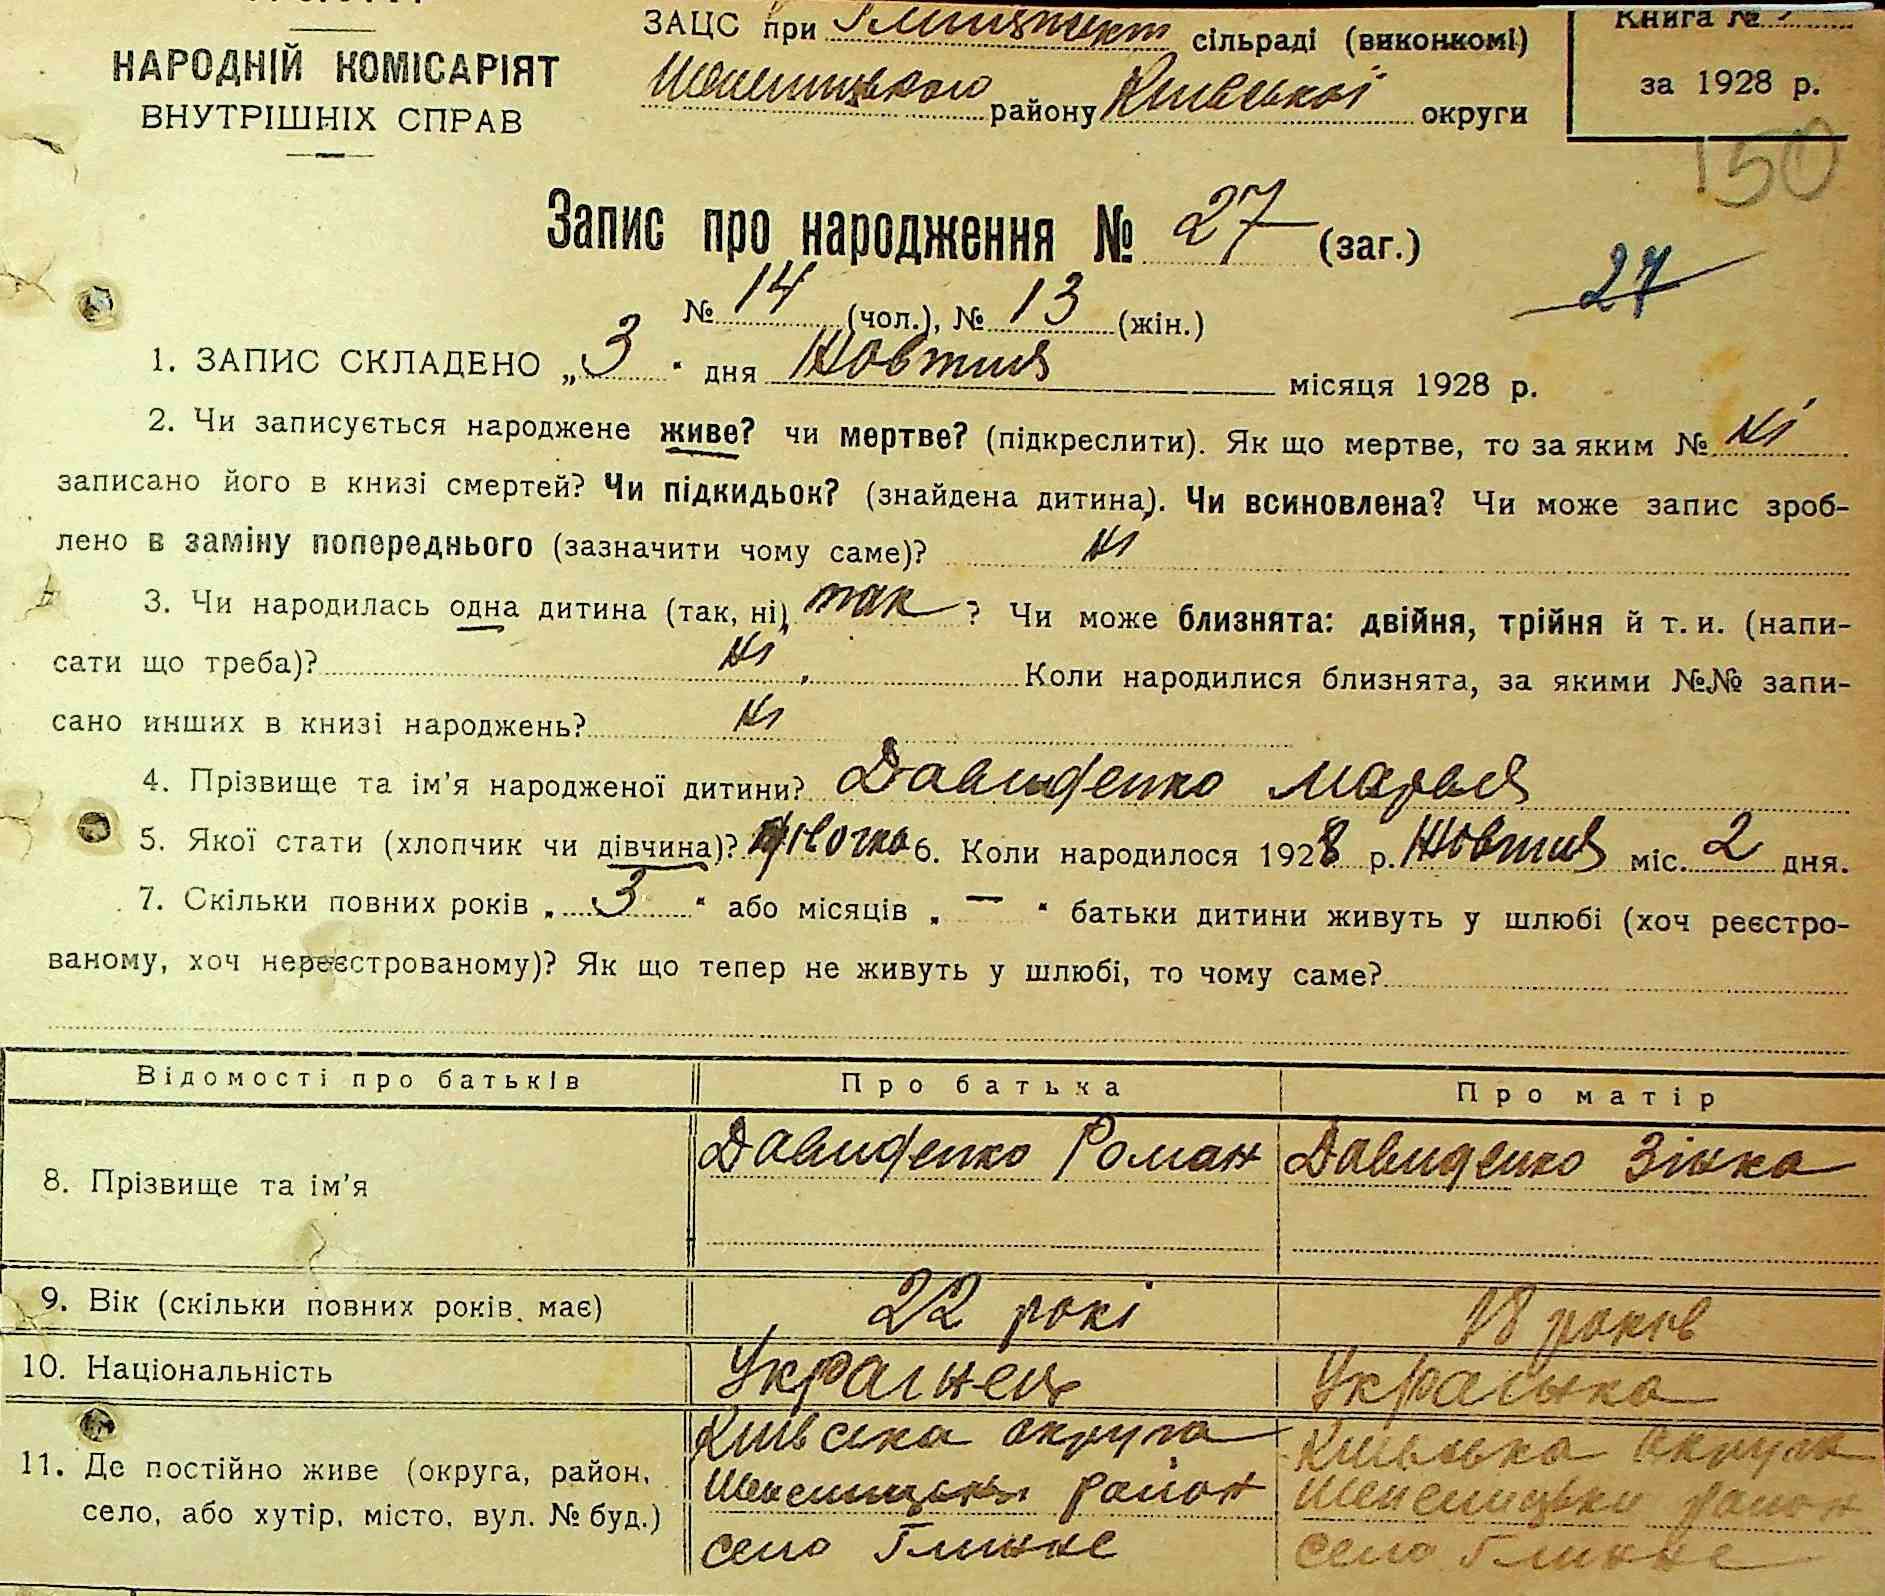 НАРОДНІЙ КОМІСАРІЯТ
ВНУТРІШНІХ СПРАВ
ЗАЦС при сільраді (виконкомі)
району Київської округи
Книга №
за 1928 р.
150
Запис про народження № 27 (заг.)
27
№ 14 (чол.), № 13 (жін.)
1. ЗАПИС СКЛАДЕНО „ 3 “ дня Жовтня місяця 1928 р.
2. Чи записується народжене живе? чи мертве? (підкреслити). Як що мертве, то за яким № Ні
записано його в книзі смертей? Чи підкидьок? (знайдена дитина). Чи всиновлена? Чи може запис зроб-
лено в заміну попереднього (зазначити чому саме)? Ні
3. Чи народилась одна дитина (так, ні) так ? Чи може близнята: двійня, трійня й т. и. (напи-
сати що треба)? Ні Коли народилися близнята, за якими №№ запи-
сано инших в книзі народжень? Ні
4. Прізвище та ім’я народженої дитини? Давиденко Марья
5. Якої стати (хлопчик чи дівчина)? дівочка 6. Коли народилося 1928 р. Жовтня міс. 2 дня.
7. Скільки повних років „ 3 “ або місяців „ — “ батьки дитини живуть у шлюбі (хоч реєстро-
ваному, хоч нереєстрованому)? Як що тепер не живуть у шлюбі, то чому саме?
Відомості про батьків Про батька Про матір
8. Прізвище та ім’я Давиденко Роман Давиденко Зінка
9. Вік (скільки повних років має) 22 рокі 18 років
10. Національність Українець Українка
11. Де постійно живе (округа, район,
село, або хутір, місто, вул. № буд.)
Київська округа
район
село Глинке
Київська округа
район
село Глинке